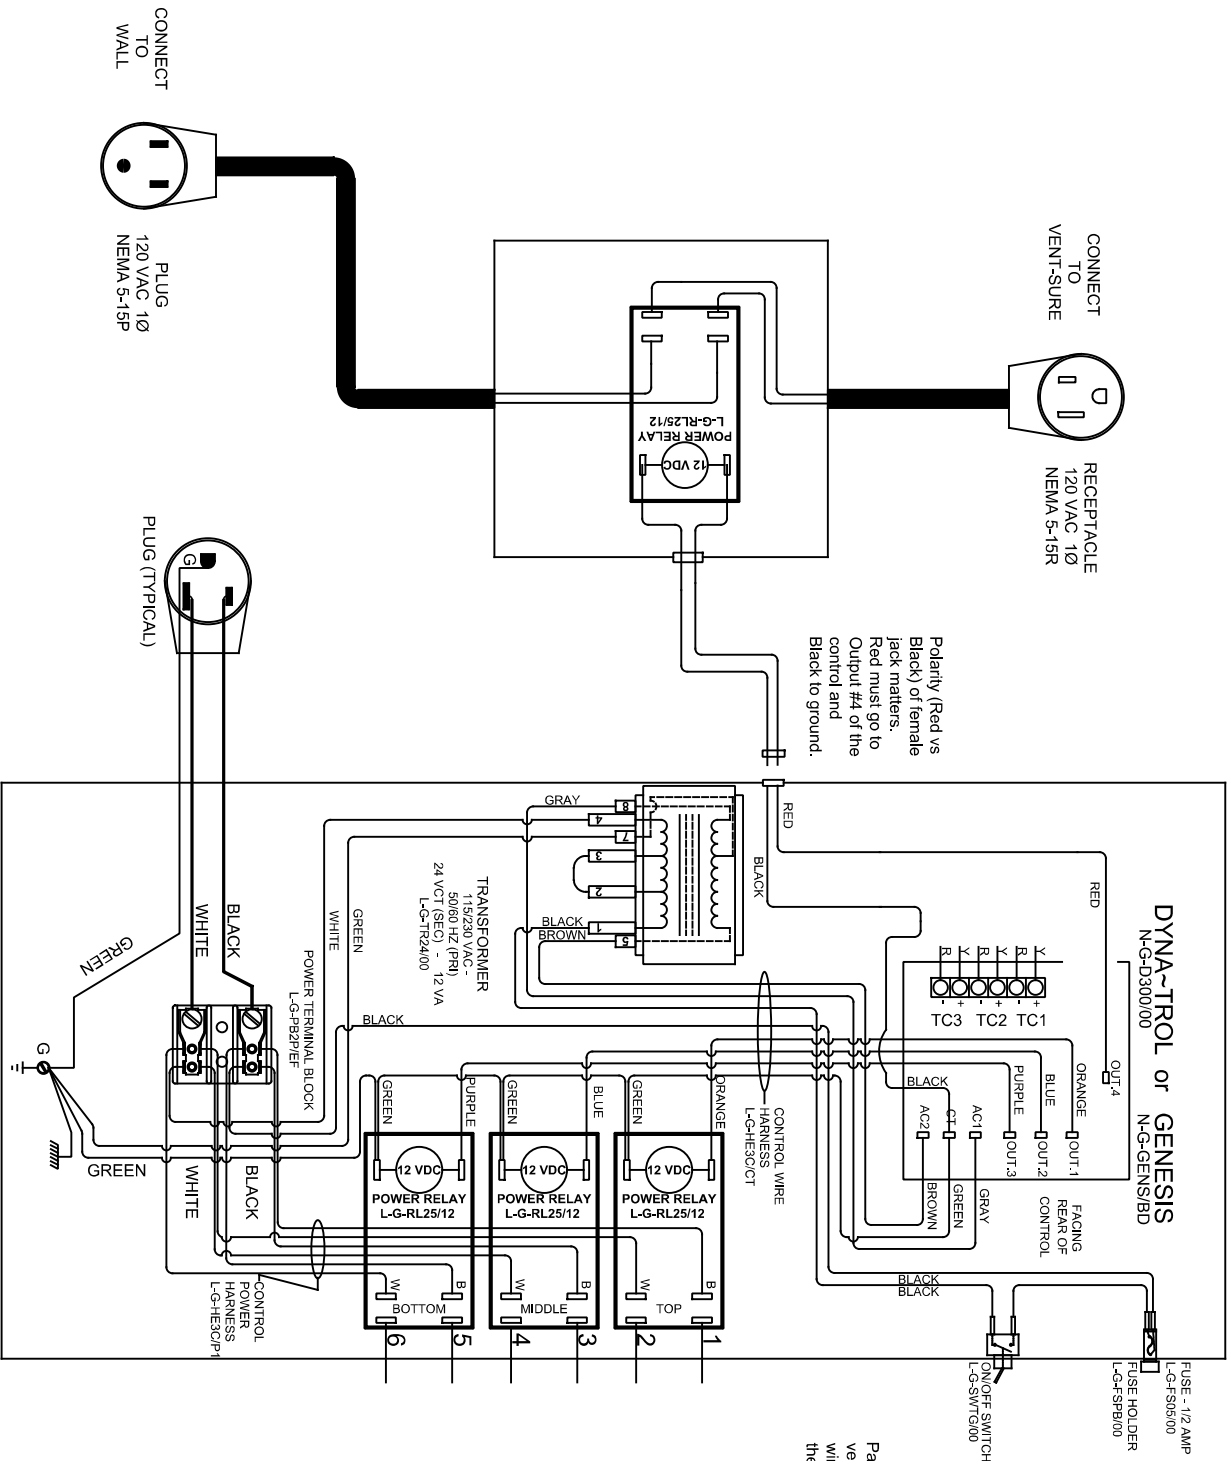 CONNECT
TO
WALL
PLUG
120 VAC 1Ø
NEMA 5-15P
CONNECT
TO
VENT-SURE
RECEPTACLE
120 VAC 1Ø
NEMA 5-15R
POWER RELAY
L-G-RL25/12
12 VDC
Polarity (Red vs
Black) of female
jack matters.
Red must go to
Output #4 of the
control and
Black to ground.
PLUG (TYPICAL)
G
GREEN
WHITE
BLACK
G
DYNA~TROL or GENESIS
N-G-D300/00
N-G-GENS/BD
RED
RED
BLACK
GRAY
8
4
7
3
2
1
5
BLACK
BROWN
TRANSFORMER
115/230 VAC -
50/60 HZ (PRI)
24 VCT (SEC) - 12 VA
L-G-TR24/00
GREEN
WHITE
POWER TERMINAL BLOCK
L-G-PB2P/EF
BLACK
R
Y
R
Y
R
Y
-
+
-
+
-
+
TC3
TC2
TC1
OUT.4
ORANGE
BLUE
PURPLE
BLACK
OUT.1
OUT.2
OUT.3
AC1
CT
AC2
GRAY
GREEN
BROWN
FACING
REAR OF
CONTROL
CONTROL WIRE
HARNESS
L-G-HE3C/CT
GREEN
PURPLE
GREEN
BLUE
GREEN
ORANGE
12 VDC
POWER RELAY
L-G-RL25/12
12 VDC
POWER RELAY
L-G-RL25/12
12 VDC
POWER RELAY
L-G-RL25/12
GREEN
WHITE
BLACK
CONTROL
POWER
HARNESS
L-G-HE3C/P1
W
B
BOTTOM
W
B
MIDDLE
W
B
TOP
6
5
4
3
2
1
BLACK
BLACK
FUSE - 1/2 AMP
L-G-FS05/00
FUSE HOLDER
L-G-FSPB/00
ON/OFF SWITCH
L-G-SWTG/00